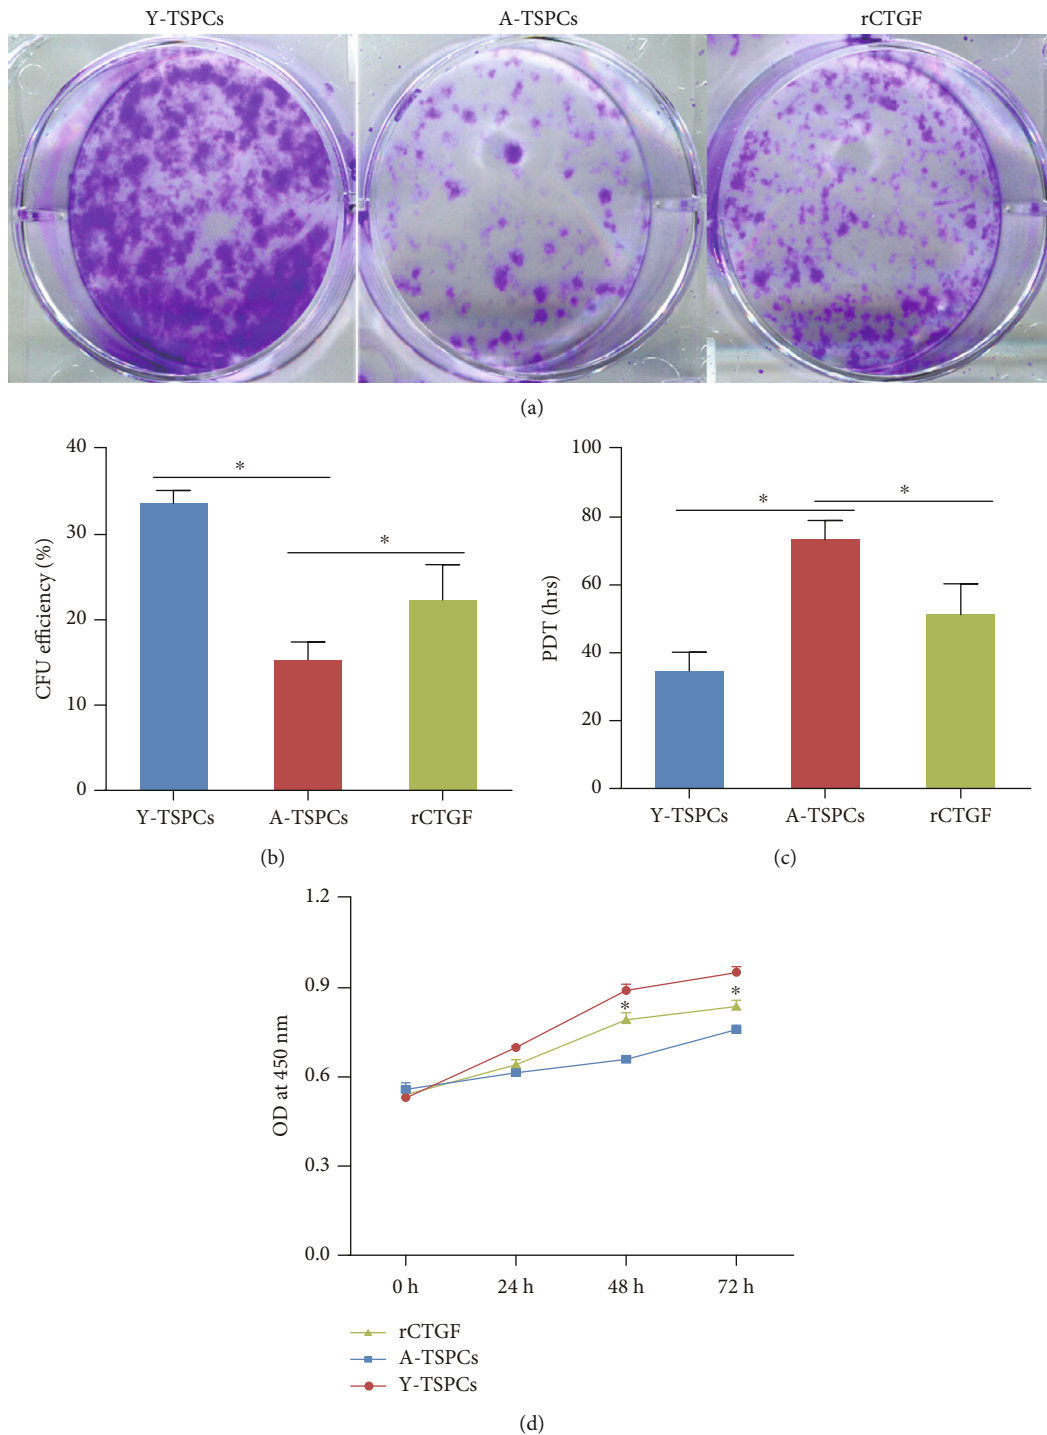 Y-TSPCs A-TSPCs rCTGF
(a)
40
30
20
10
0
CFU efficiency (%)
*
*
Y-TSPCs A-TSPCs rCTGF
(b)
100
80
60
40
20
0
PDT (hrs)
*
*
Y-TSPCs A-TSPCs rCTGF
(c)
1.2
0.9
0.6
0.3
0.0
OD at 450 nm
*
*
0 h 24 h 48 h 72 h
rCTGF
A-TSPCs
Y-TSPCs
(d)